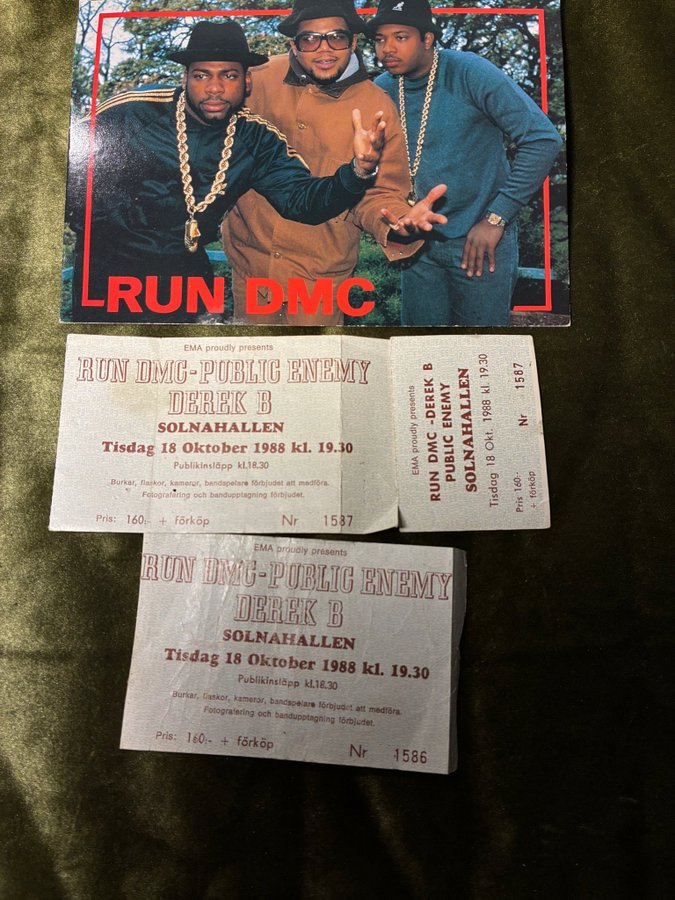 RUN DMC
EMA proudly presents
RUN DMC-PUBLIC ENEMY
DEREK B
SOLNAHALLEN
Tisdag 18 Oktober 1988 kl. 19.30
Publikinsläpp kl.18.30
Burkar, flaskor, kameror, bandspelare förbjudet att medföra.
Fotografering och bandupptagning förbjudet.
Pris: 160:- + förköp Nr 1587
EMA proudly presents
RUN DMC -DEREK B
PUBLIC ENEMY
SOLNAHALLEN
Tisdag 18 Okt. 1988 kl. 19.30
Pris 160:- Nr 1587
+ förköp
EMA proudly presents
RUN DMC-PUBLIC ENEMY
DEREK B
SOLNAHALLEN
Tisdag 18 Oktober 1988 kl. 19.30
Publikinsläpp kl.18.30
Burkar, flaskor, kameror, bandspelare förbjudet att medföra.
Fotografering och bandupptagning förbjudet.
Pris: 160:- + förköp Nr 1586